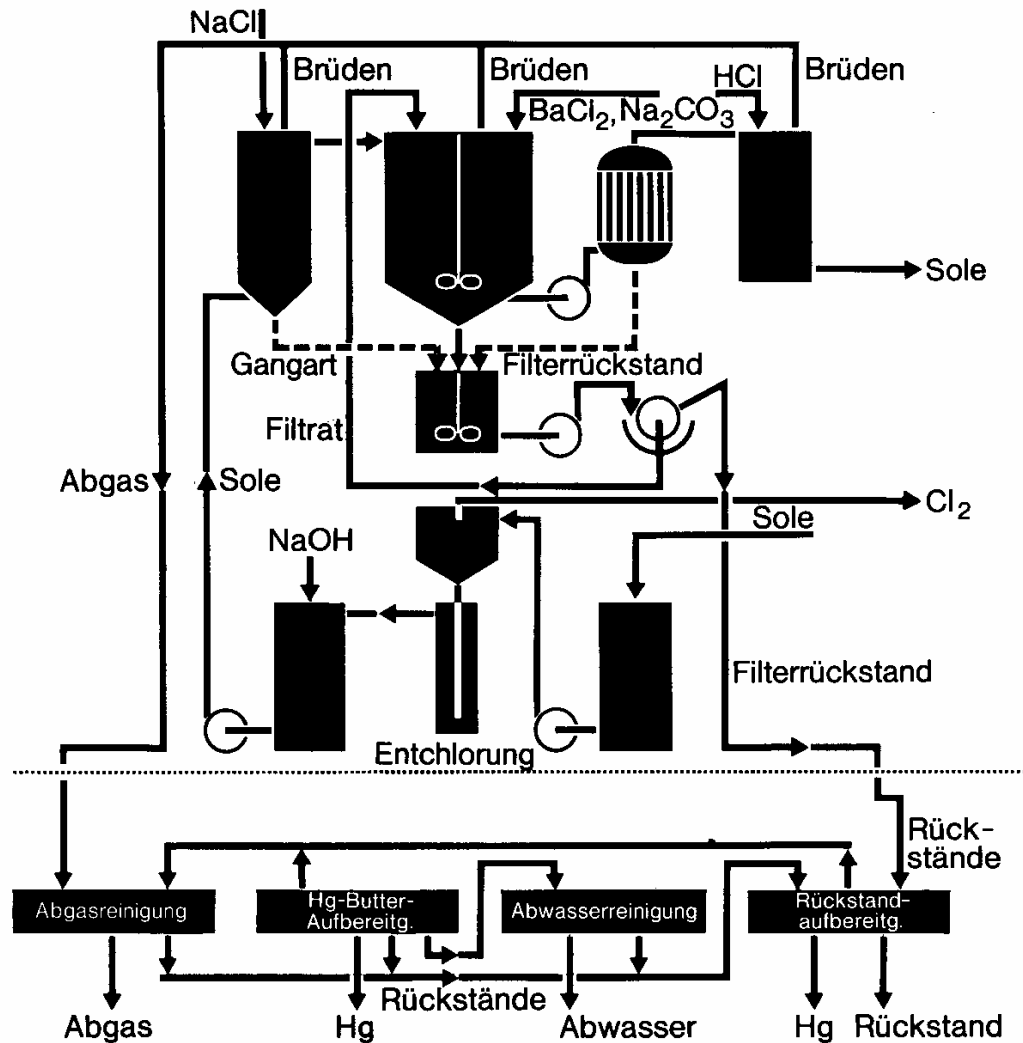 NaCl
Brüden
Brüden
HCl
Brüden
BaCl₂, Na₂CO₃
Sole
Gangart
Filterrückstand
Filtrat
Abgas
Sole
Cl₂
Sole
NaOH
Filterrückstand
Entchlorung
Rück-
stände
Abgasreinigung
Hg-Butter-
Aufbereitg.
Abwasserreinigung
Rückstand-
aufbereitg.
Rückstände
Abgas
Hg
Abwasser
Hg
Rückstand